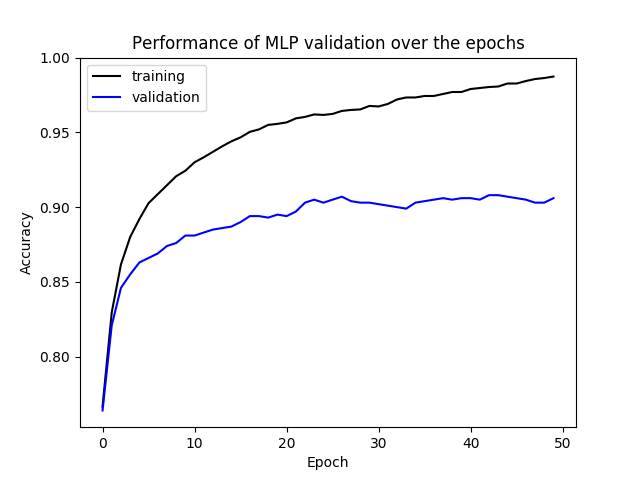 Performance of MLP validation over the epochs
training
validation
1.00
0.95
0.90
0.85
0.80
Accuracy
0 10 20 30 40 50
Epoch